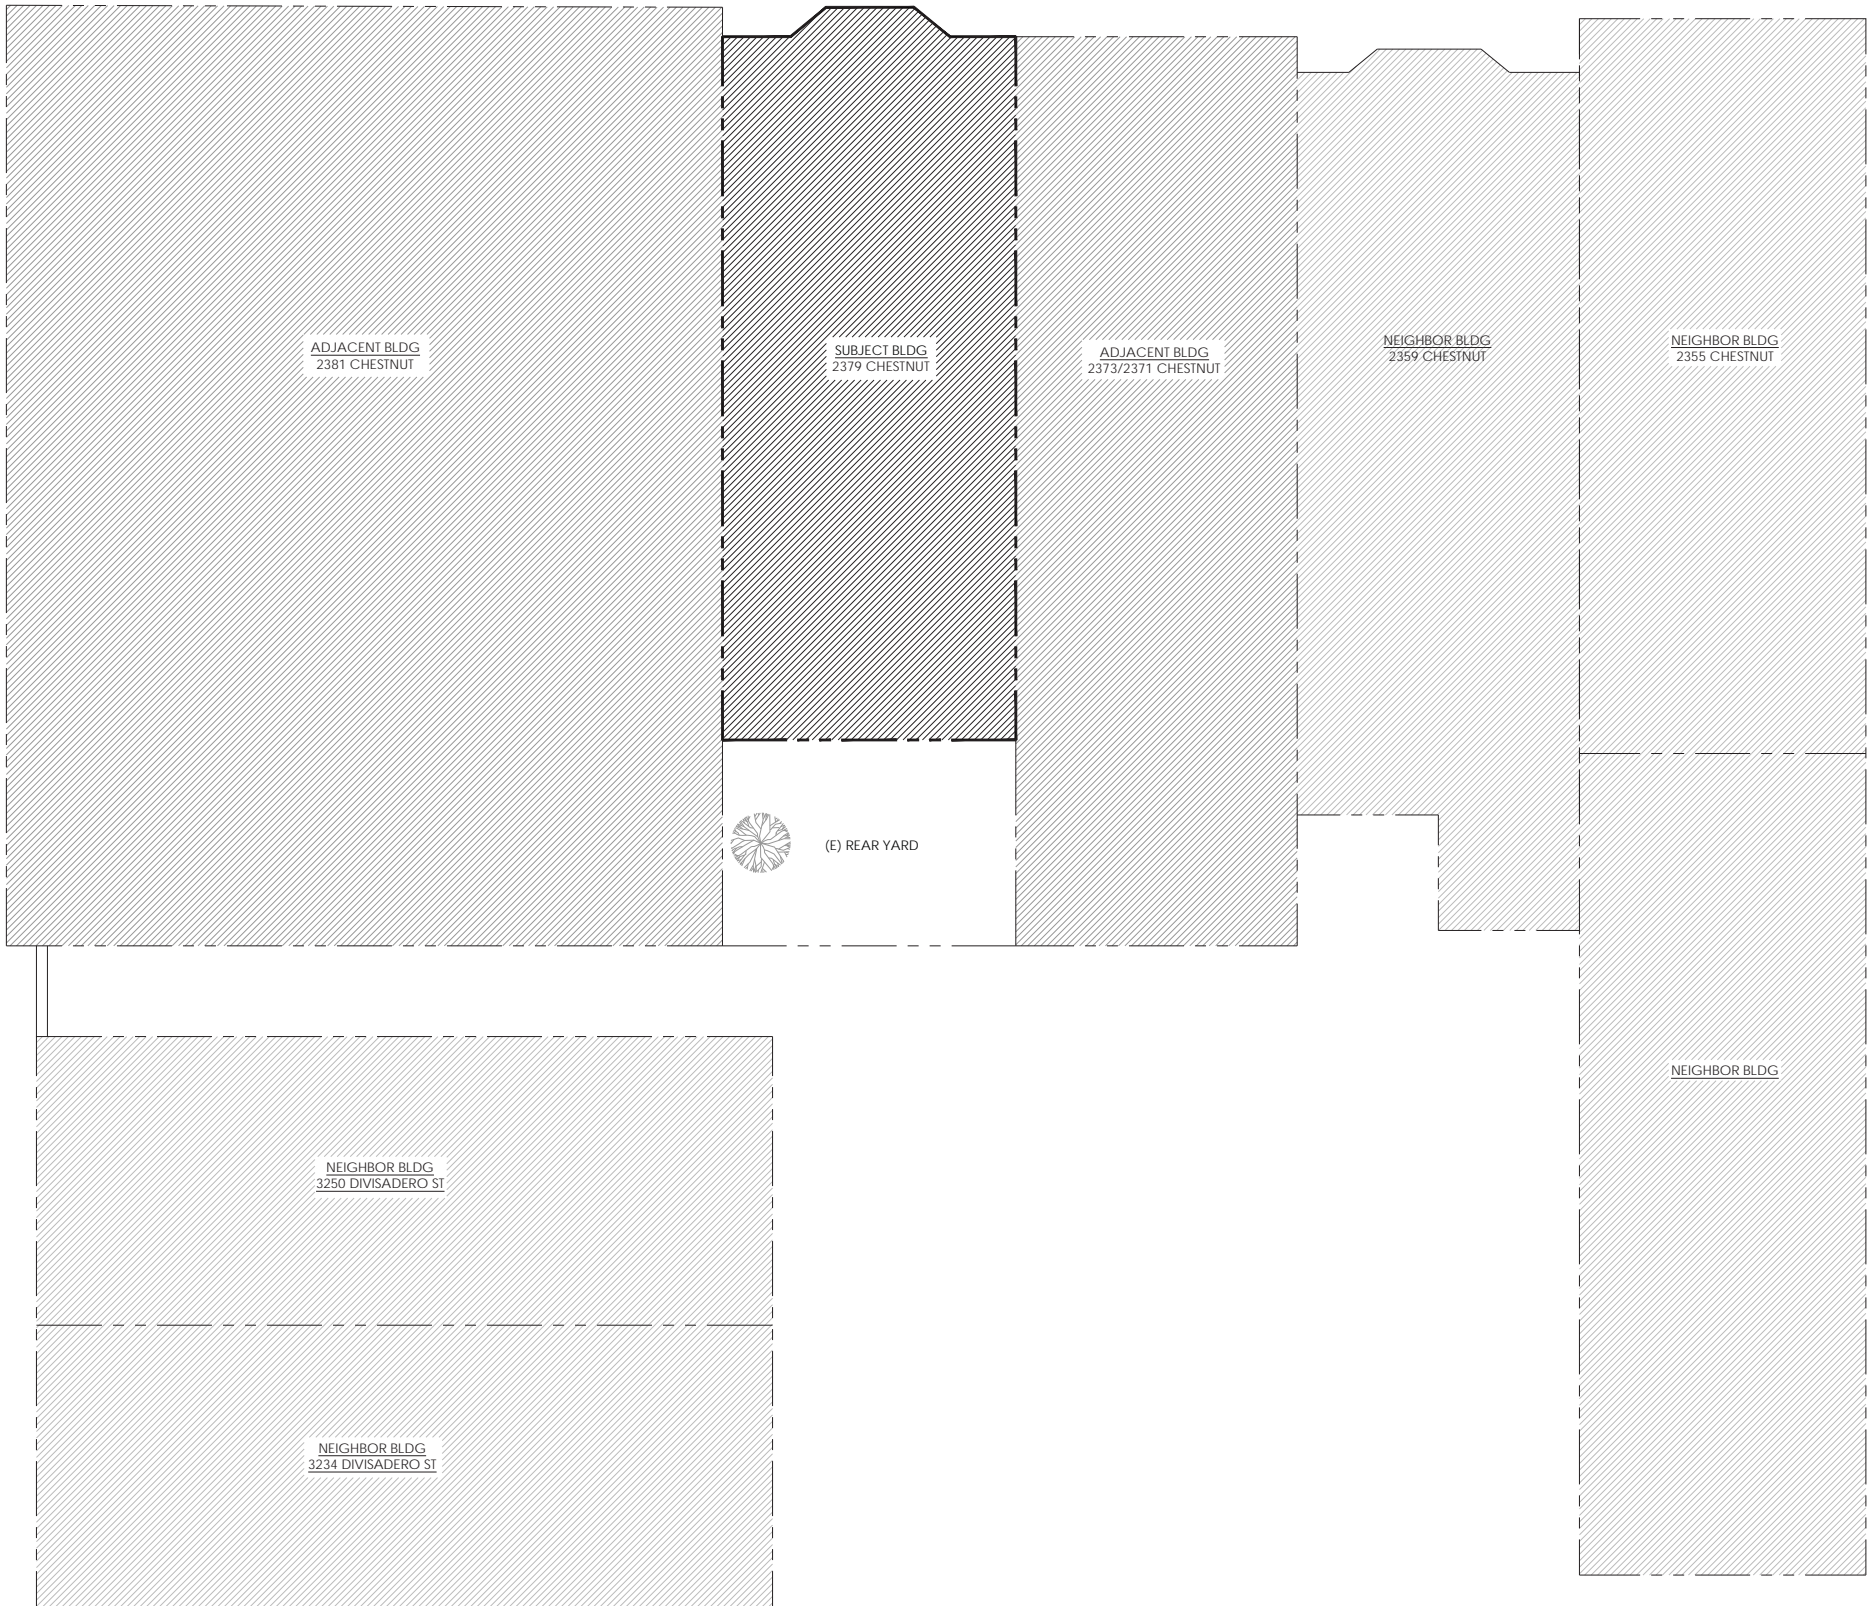 ADJACENT BLDG
2381 CHESTNUT
SUBJECT BLDG
2379 CHESTNUT
ADJACENT BLDG
2373/2371 CHESTNUT
NEIGHBOR BLDG
2359 CHESTNUT
NEIGHBOR BLDG
2355 CHESTNUT
(E) REAR YARD
NEIGHBOR BLDG
NEIGHBOR BLDG
3250 DIVISADERO ST
NEIGHBOR BLDG
3234 DIVISADERO ST